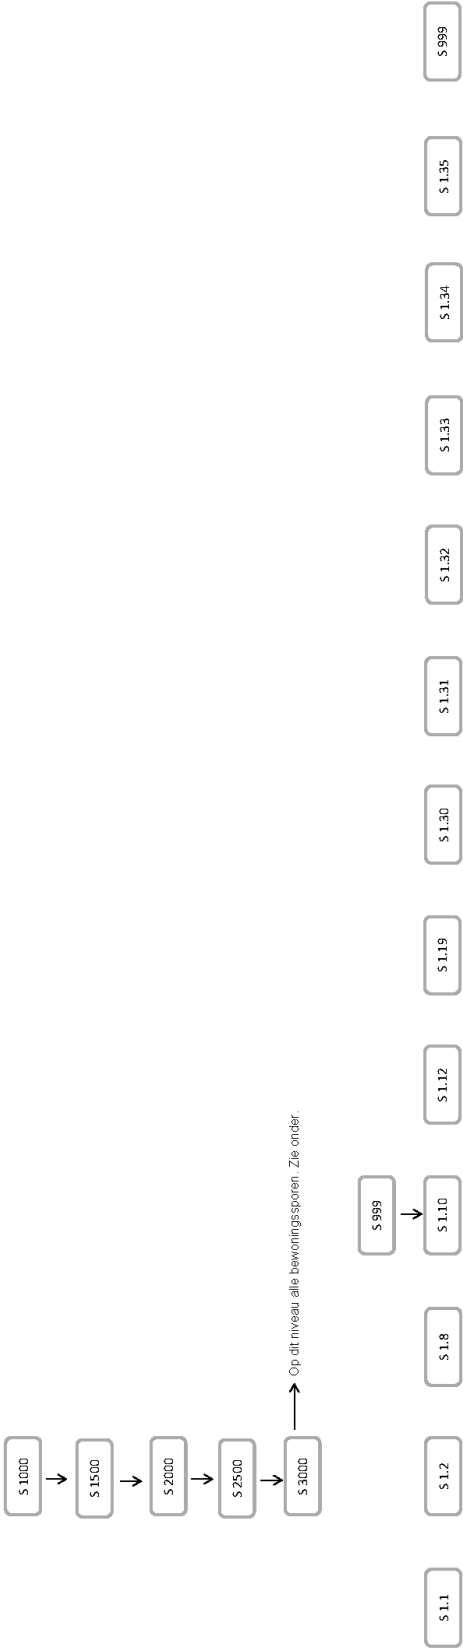 S 1000
S 1500
S 2000
S 2500
S 3000
Op dit niveau alle bewoningssporen. Zie onder.
S 999
S 1.1
S 1.2
S 1.8
S 1.10
S 1.12
S 1.19
S 1.30
S 1.31
S 1.32
S 1.33
S 1.34
S 1.35
S 999